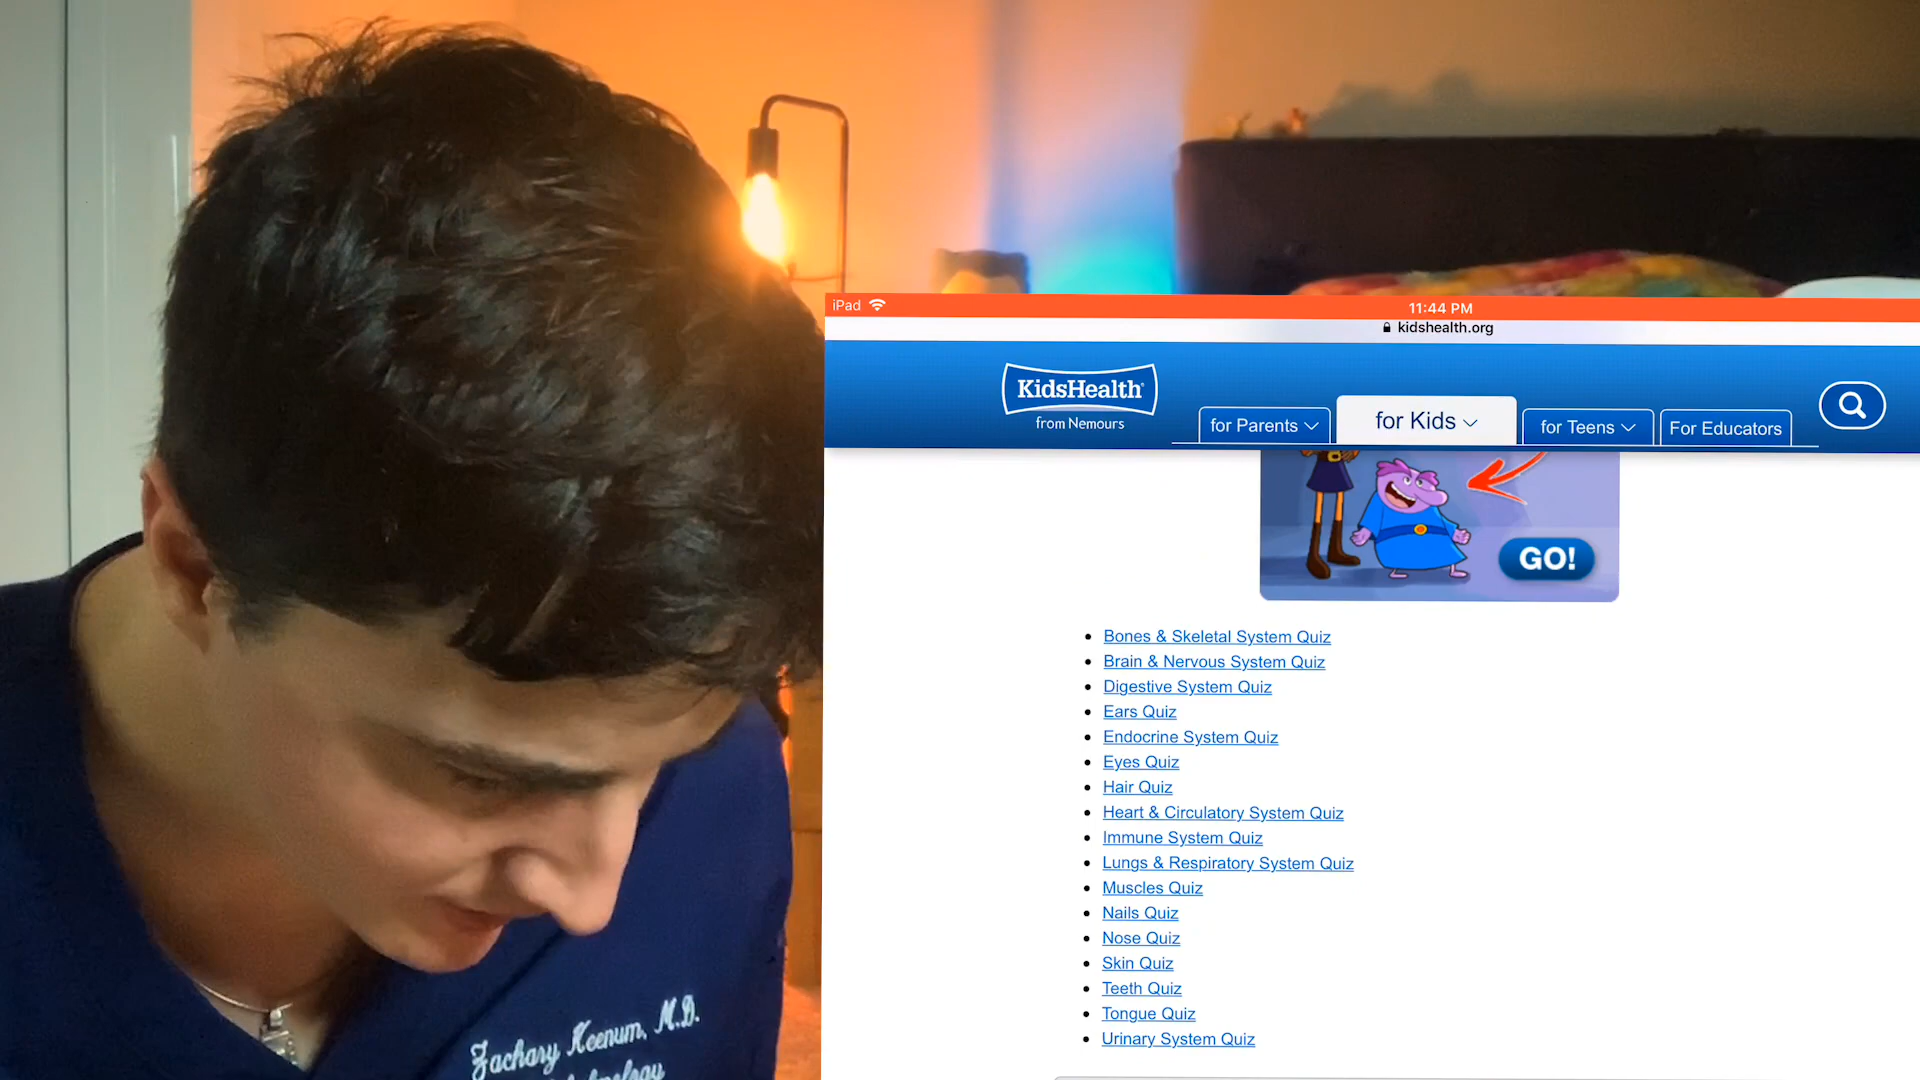 iPad
11:44 PM
kidshealth.org
KidsHealth
from Nemours
for Parents
for Kids
for Teens
For Educators
GO!
Bones & Skeletal System Quiz
Brain & Nervous System Quiz
Digestive System Quiz
Ears Quiz
Endocrine System Quiz
Eyes Quiz
Hair Quiz
Heart & Circulatory System Quiz
Immune System Quiz
Lungs & Respiratory System Quiz
Muscles Quiz
Nails Quiz
Nose Quiz
Skin Quiz
Teeth Quiz
Tongue Quiz
Urinary System Quiz
Zachary Keenum, M.D.